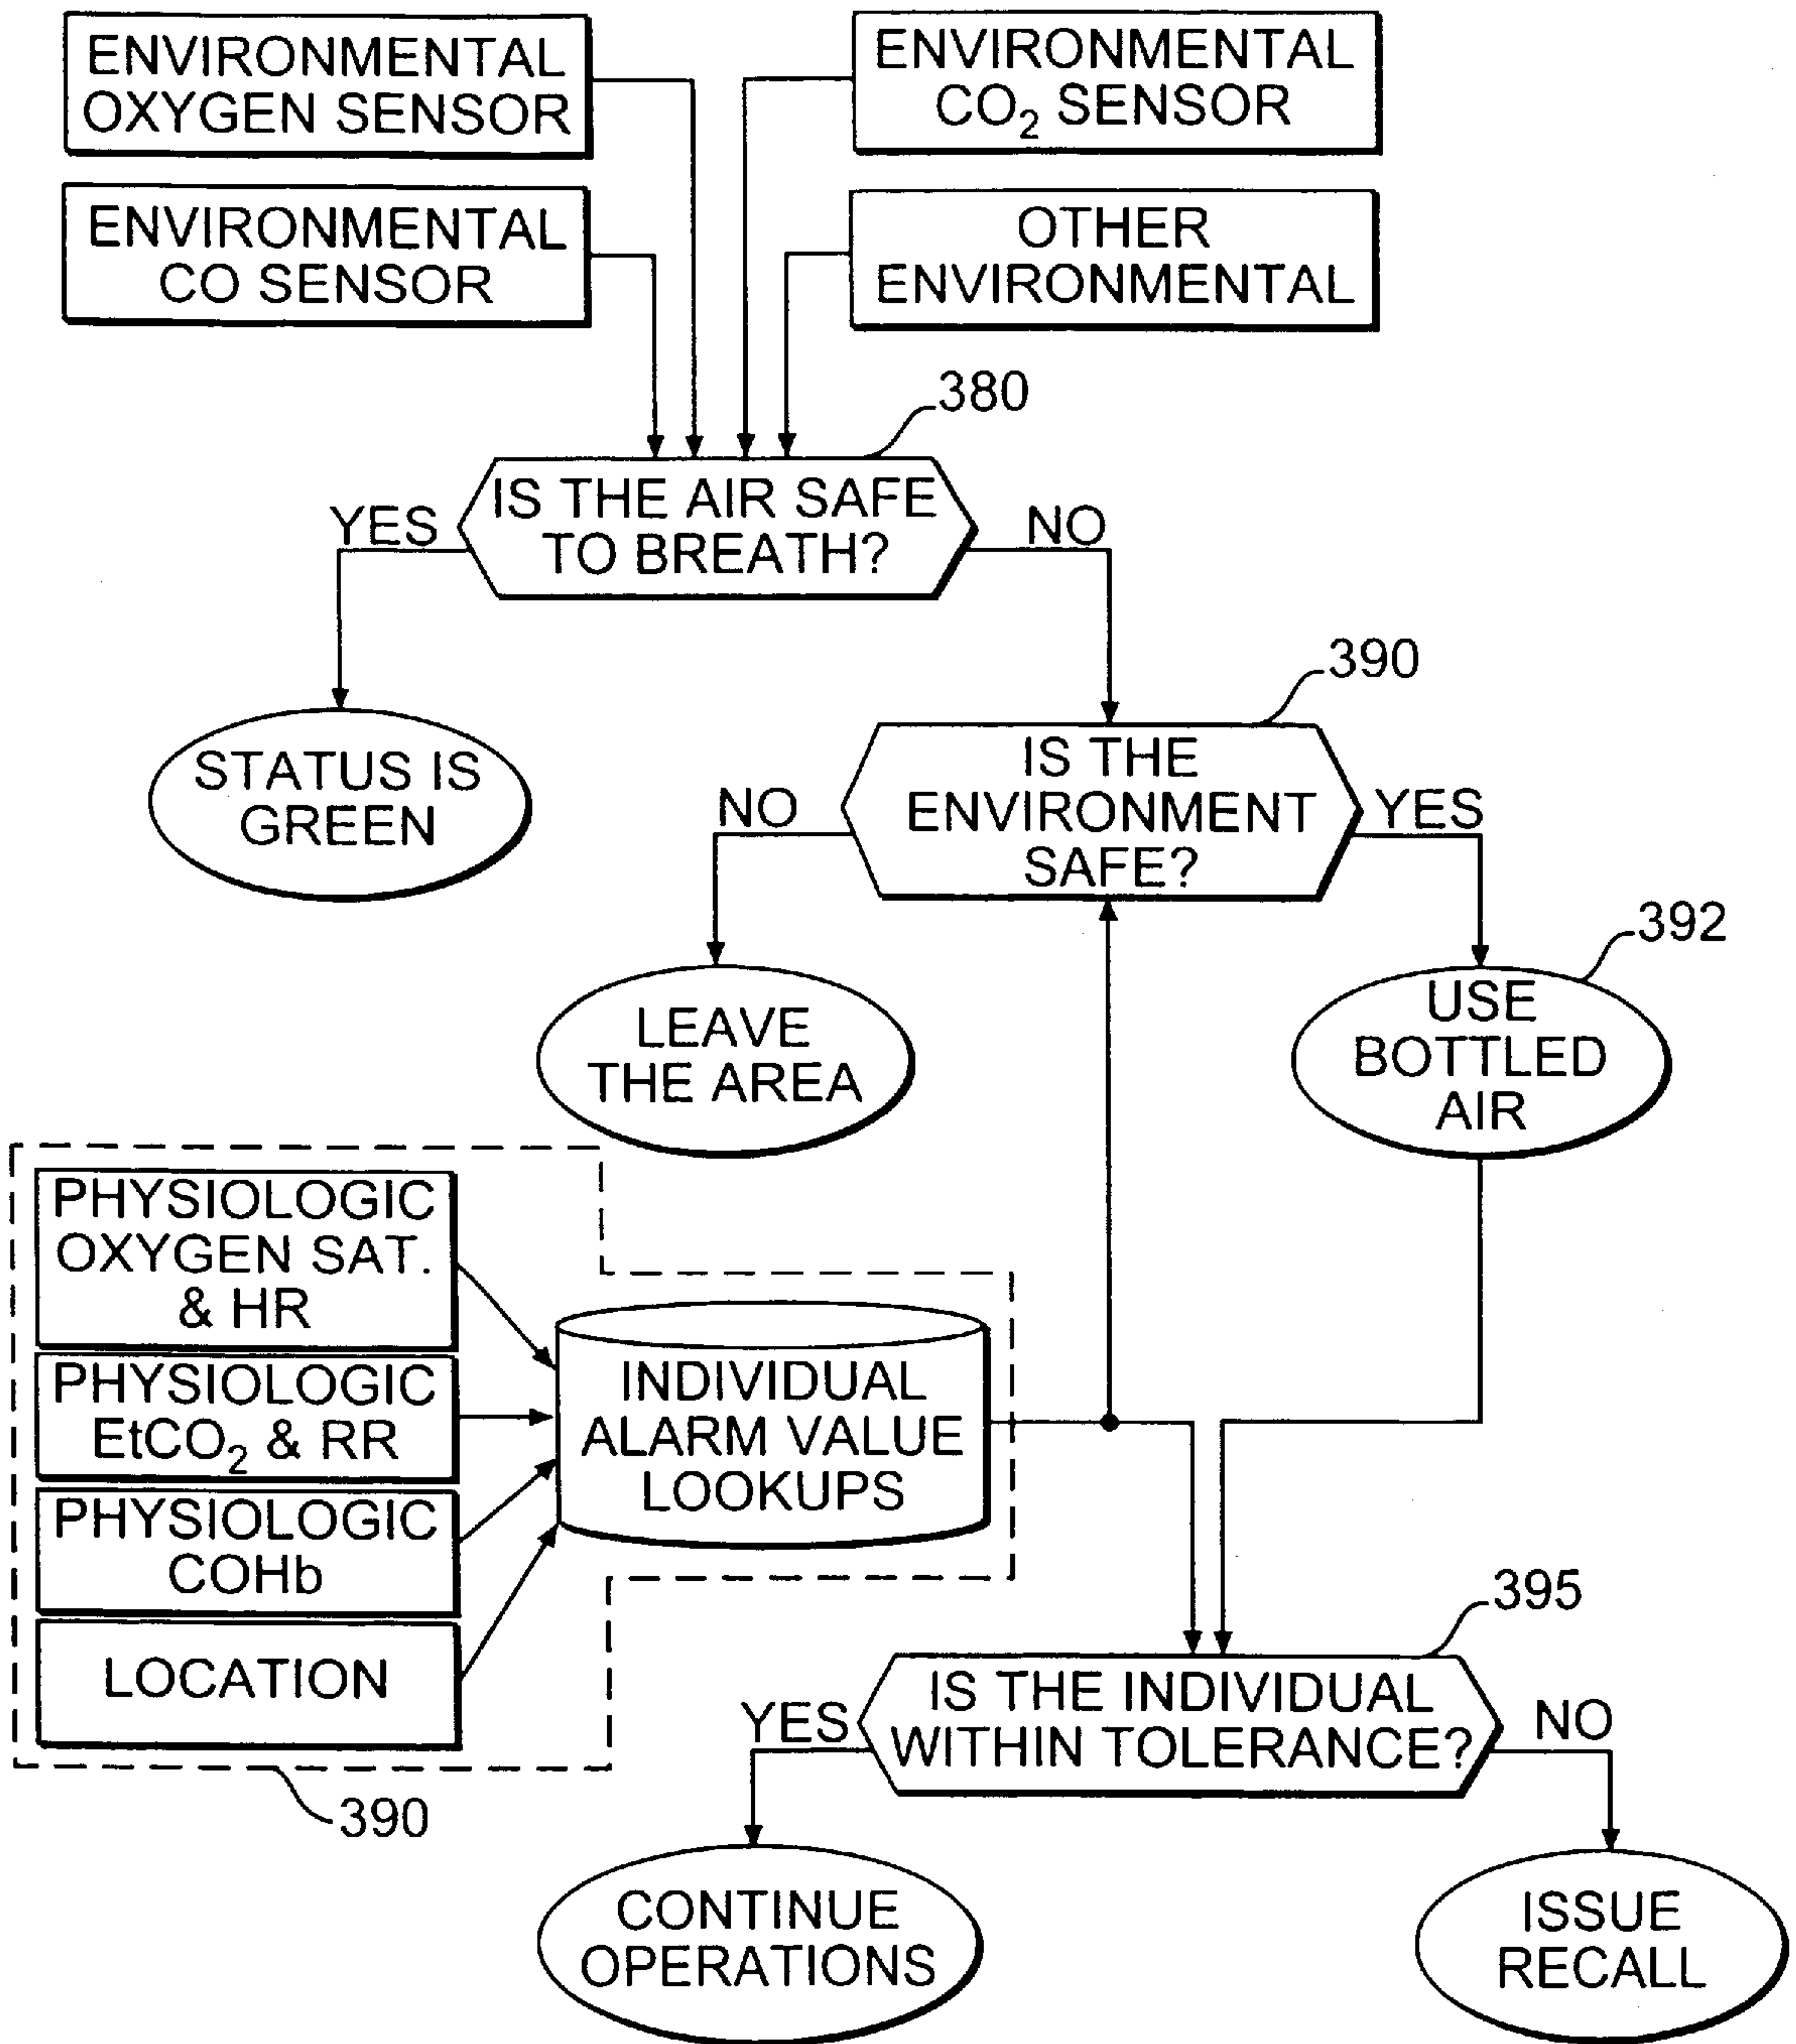 ENVIRONMENTAL
OXYGEN SENSOR
ENVIRONMENTAL
CO₂ SENSOR
ENVIRONMENTAL
CO SENSOR
OTHER
ENVIRONMENTAL
380
IS THE AIR SAFE
TO BREATH?
YES
NO
STATUS IS
GREEN
390
IS THE
ENVIRONMENT
SAFE?
NO
YES
LEAVE
THE AREA
392
USE
BOTTLED
AIR
PHYSIOLOGIC
OXYGEN SAT.
& HR
PHYSIOLOGIC
EtCO₂ & RR
PHYSIOLOGIC
COHb
LOCATION
INDIVIDUAL
ALARM VALUE
LOOKUPS
390
395
IS THE INDIVIDUAL
WITHIN TOLERANCE?
YES
NO
CONTINUE
OPERATIONS
ISSUE
RECALL